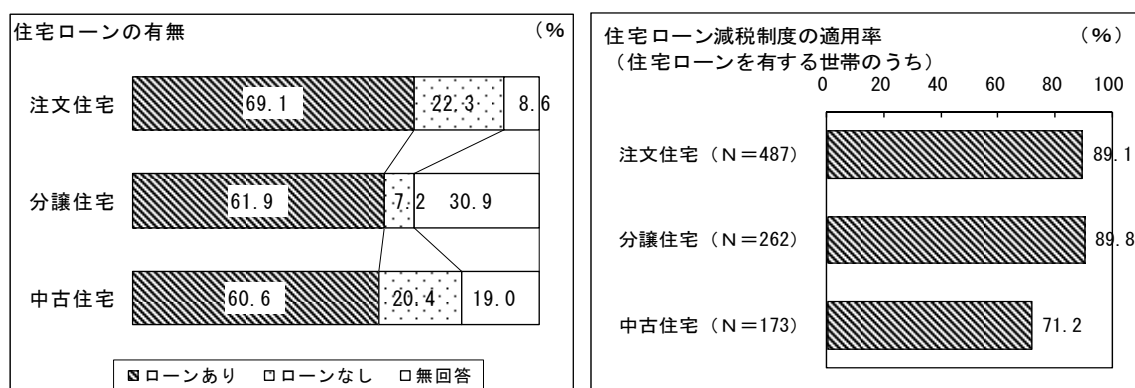 住宅ローンの有無 (%
注文住宅 69.1 22.3 8.6
分譲住宅 61.9 7.2 30.9
中古住宅 60.6 20.4 19.0
ローンあり ローンなし 無回答
住宅ローン減税制度の適用率 (%)
(住宅ローンを有する世帯のうち)
0 20 40 60 80 100
注文住宅(N=487) 89.1
分譲住宅(N=262) 89.8
中古住宅(N=173) 71.2